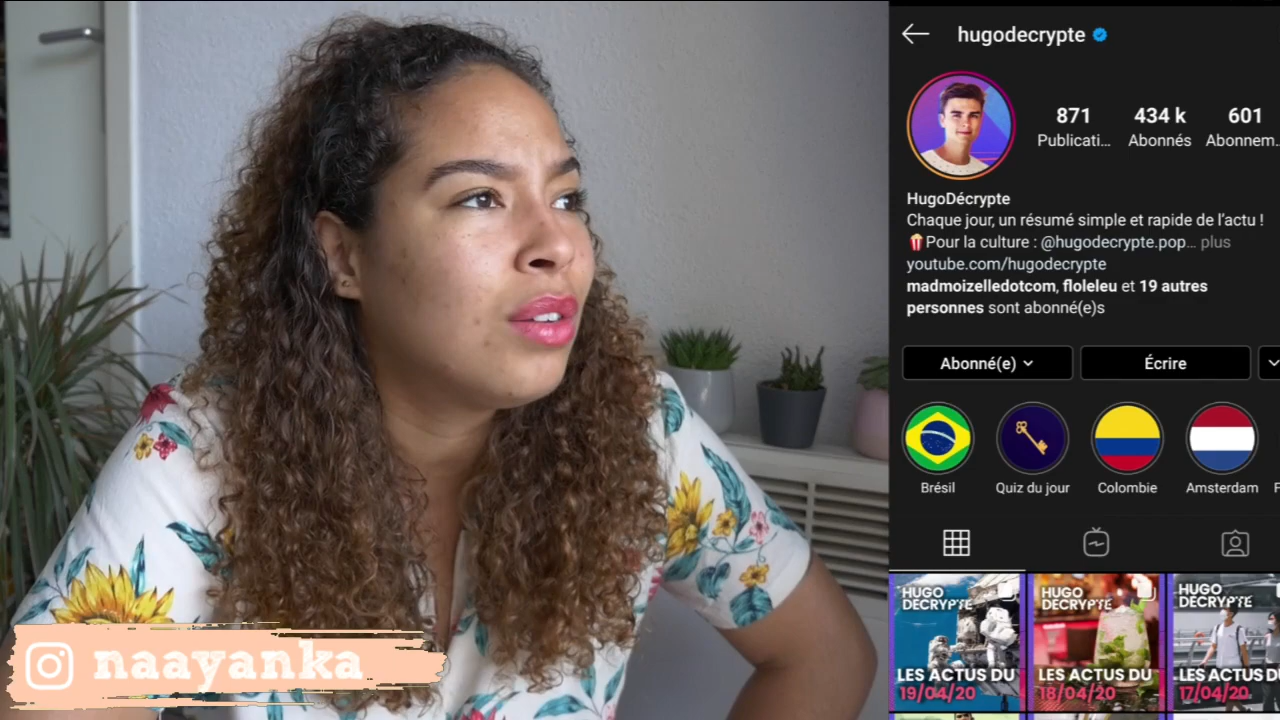 hugodecrypte
871
434 k
601
Publicati...
Abonnés
Abonnem...
HugoDécrypte
Chaque jour, un résumé simple et rapide de l'actu !
Pour la culture : @hugodecrypte.pop... plus
youtube.com/hugodecrypte
madmoizelledotcom, floleleu et 19 autres
personnes sont abonné(e)s
Abonné(e)
Écrire
Brésil
Quiz du jour
Colombie
Amsterdam
HUGO
DÉCRYPTE
LES ACTUS DU
19/04/20
HUGO
DÉCRYPTE
LES ACTUS DU
18/04/20
HUGO
DÉCRYPTE
LES ACTUS DU
17/04/20
naayanka